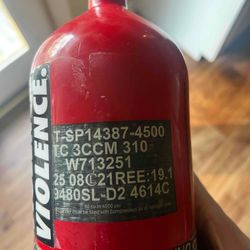 VIOLENCE.
T-SP14387-4500
TC 3CCM 310
W713251
25 08C21REE:19.1
9480SL-D2 4614C